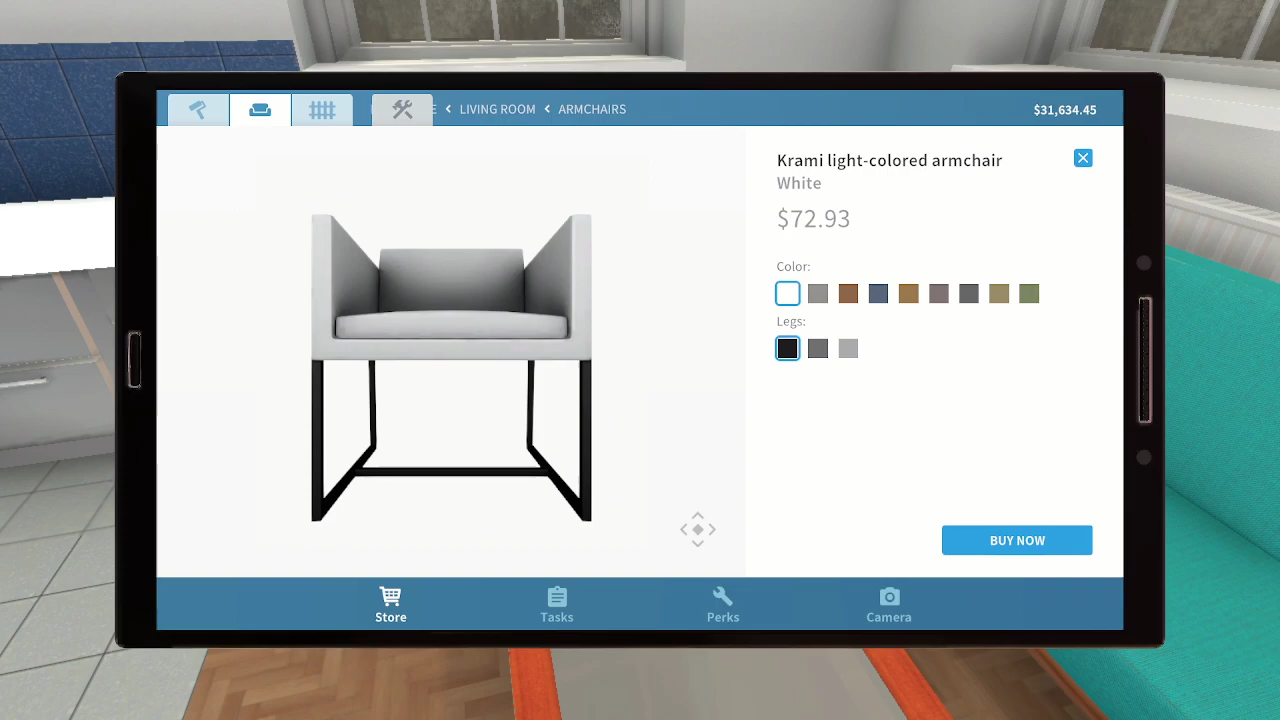 E < LIVING ROOM < ARMCHAIRS
$31,634.45
Krami light-colored armchair
White
$72.93
Color:
Legs:
BUY NOW
Store
Tasks
Perks
Camera